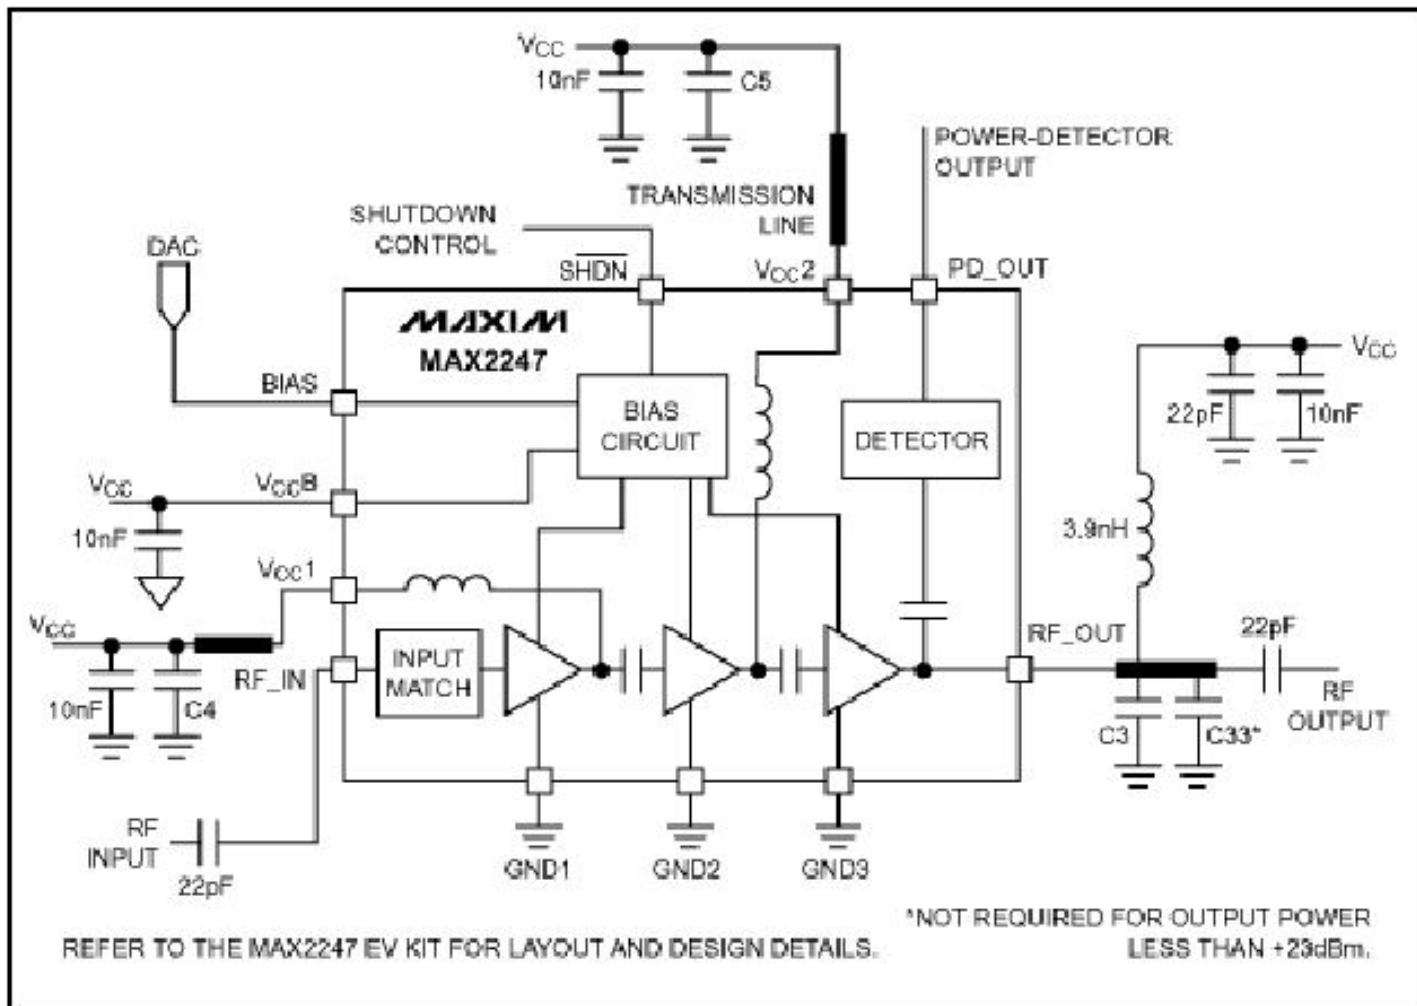 VCC
10nF
C5
POWER-DETECTOR
OUTPUT
TRANSMISSION
LINE
SHUTDOWN
CONTROL
DAC
SHDN
VCC2
PD_OUT
MAXIM
MAX2247
VCC
BIAS
BIAS
CIRCUIT
22pF
10nF
DETECTOR
VCC
VCCB
10nF
3.9nH
VCC1
VCC
RF_OUT
22pF
RF_IN
INPUT
MATCH
10nF
C4
C3
C33*
RF
OUTPUT
RF
INPUT
22pF
GND1
GND2
GND3
*NOT REQUIRED FOR OUTPUT POWER
LESS THAN +23dBm.
REFER TO THE MAX2247 EV KIT FOR LAYOUT AND DESIGN DETAILS.